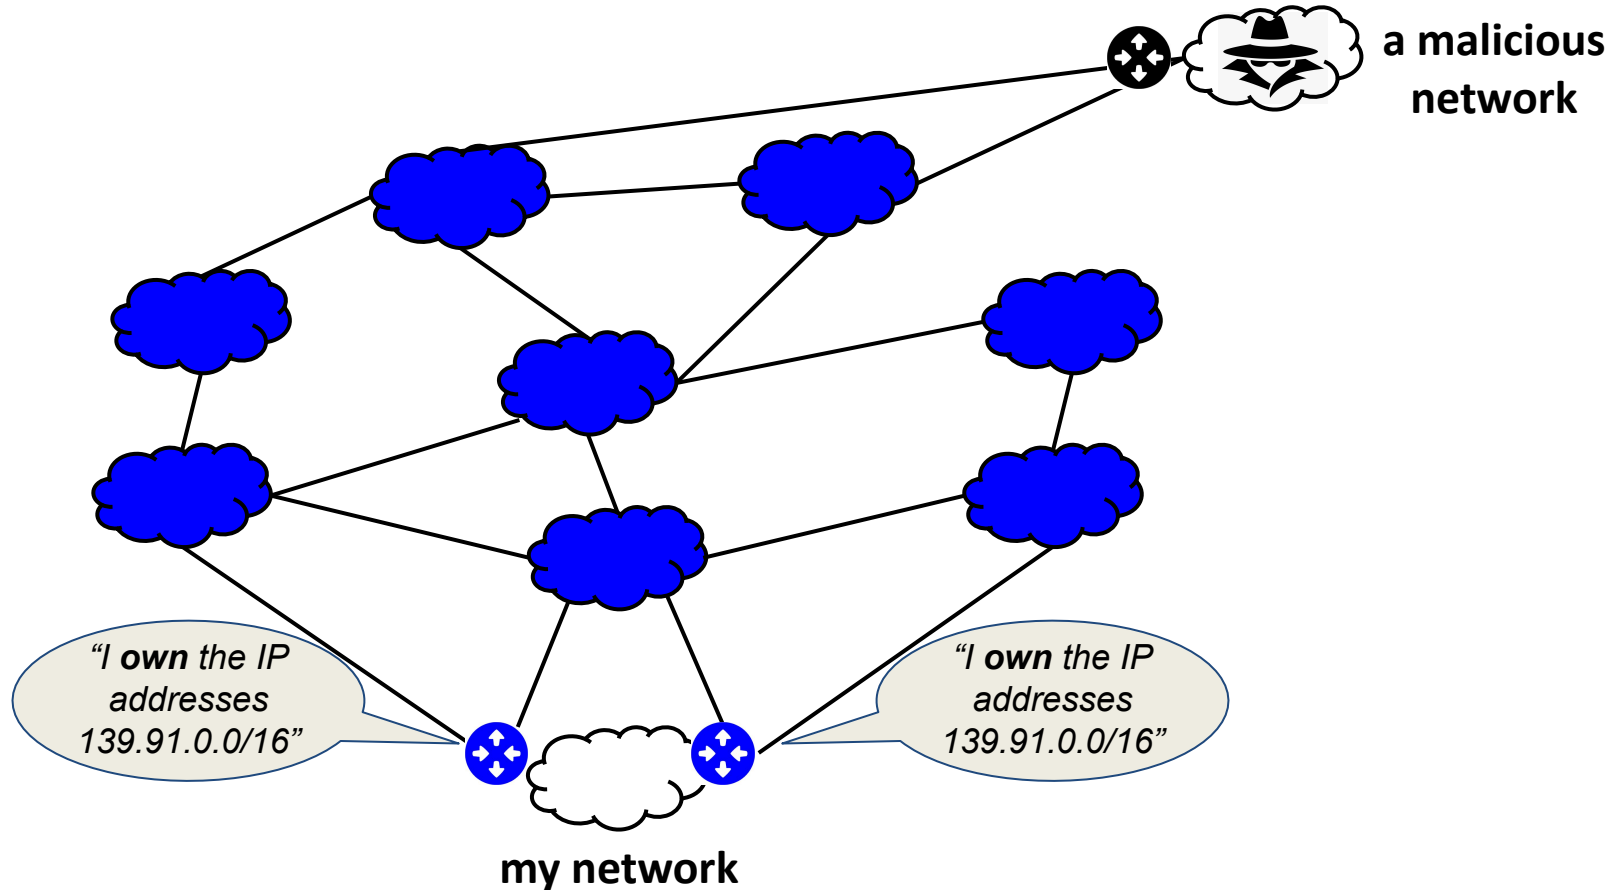 a malicious
network
“I own the IP
addresses
139.91.0.0/16”
“I own the IP
addresses
139.91.0.0/16”
my network